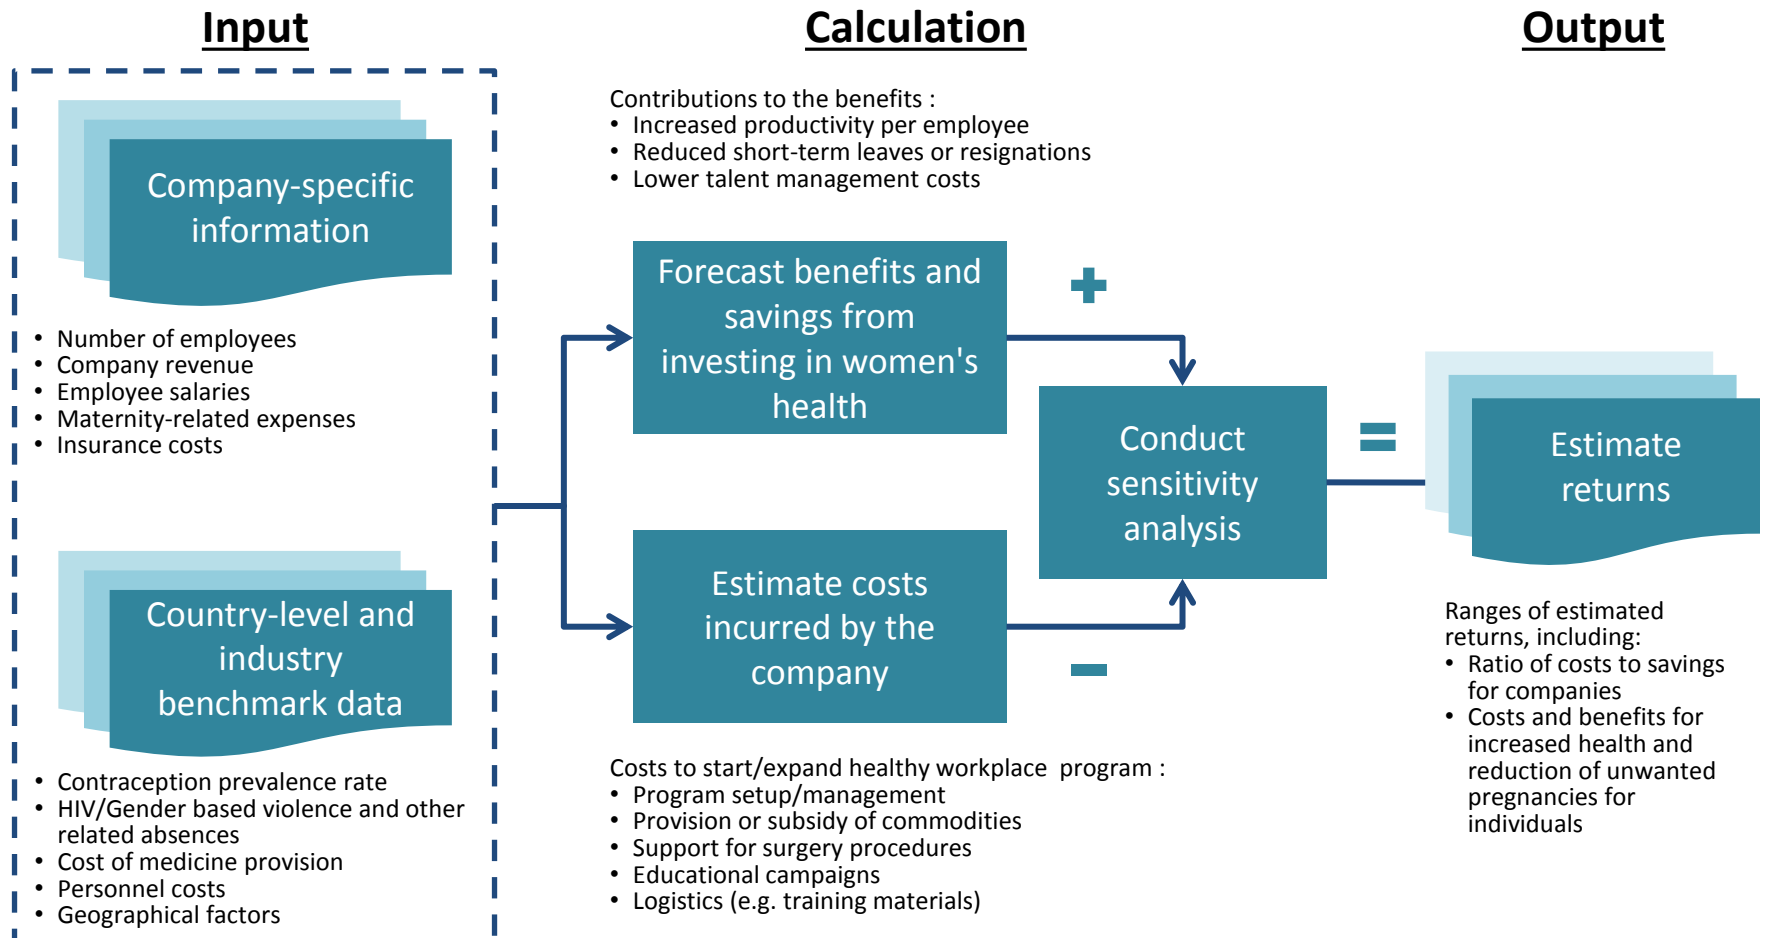 Input
Calculation
Output
Company-specific
information
• Number of employees
• Company revenue
• Employee salaries
• Maternity-related expenses
• Insurance costs
Country-level and
industry
benchmark data
• Contraception prevalence rate
• HIV/Gender based violence and other
related absences
• Cost of medicine provision
• Personnel costs
• Geographical factors
Contributions to the benefits :
• Increased productivity per employee
• Reduced short-term leaves or resignations
• Lower talent management costs
Forecast benefits and
savings from
investing in women's
health
+
Estimate costs
incurred by the
company
–
Costs to start/expand healthy workplace program :
• Program setup/management
• Provision or subsidy of commodities
• Support for surgery procedures
• Educational campaigns
• Logistics (e.g. training materials)
Conduct
sensitivity
analysis
=
Estimate
returns
Ranges of estimated
returns, including:
• Ratio of costs to savings
for companies
• Costs and benefits for
increased health and
reduction of unwanted
pregnancies for
individuals